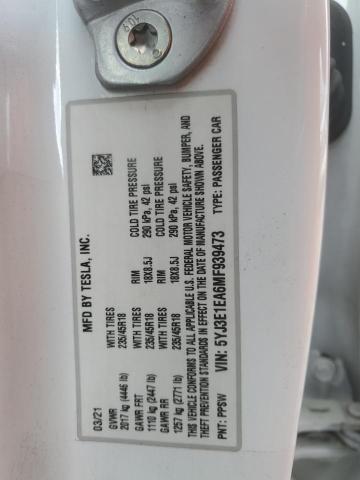 MFD BY TESLA, INC.
03/21
GVWR WITH TIRES RIM COLD TIRE PRESSURE
2017 kg (4446 lb) 235/45R18 18X8.5J 290 kPa, 42 psi
GAWR FRT WITH TIRES RIM COLD TIRE PRESSURE
1110 kg (2447 lb) 235/45R18 18X8.5J 290 kPa, 42 psi
GAWR RR
1257 kg (2771 lb)
THIS VEHICLE CONFORMS TO ALL APPLICABLE U.S. FEDERAL MOTOR VEHICLE SAFETY, BUMPER, AND
THEFT PREVENTION STANDARDS IN EFFECT ON THE DATE OF MANUFACTURE SHOWN ABOVE.
VIN: 5YJ3E1EA6MF939473 TYPE: PASSENGER CAR
PNT: PPSW